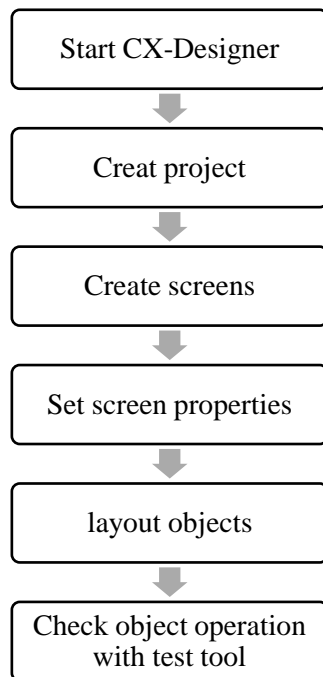 Start CX-Designer
Creat project
Create screens
Set screen properties
layout objects
Check object operation
with test tool